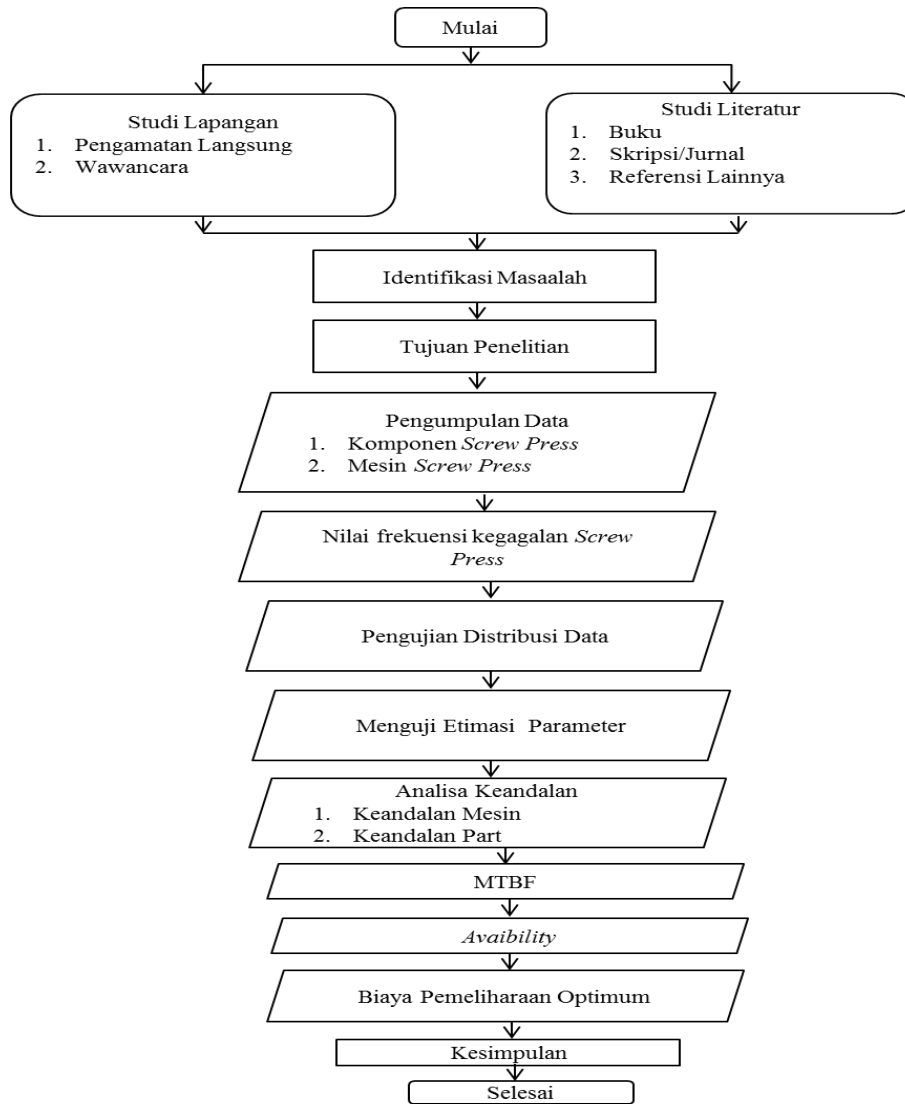 Mulai
Studi Lapangan
1. Pengamatan Langsung
2. Wawancara
Studi Literatur
1. Buku
2. Skripsi/Jurnal
3. Referensi Lainnya
Identifikasi Masaalah
Tujuan Penelitian
Pengumpulan Data
1. Komponen Screw Press
2. Mesin Screw Press
Nilai frekuensi kegagalan Screw
Press
Pengujian Distribusi Data
Menguji Etimasi Parameter
Analisa Keandalan
1. Keandalan Mesin
2. Keandalan Part
MTBF
Avaibility
Biaya Pemeliharaan Optimum
Kesimpulan
Selesai